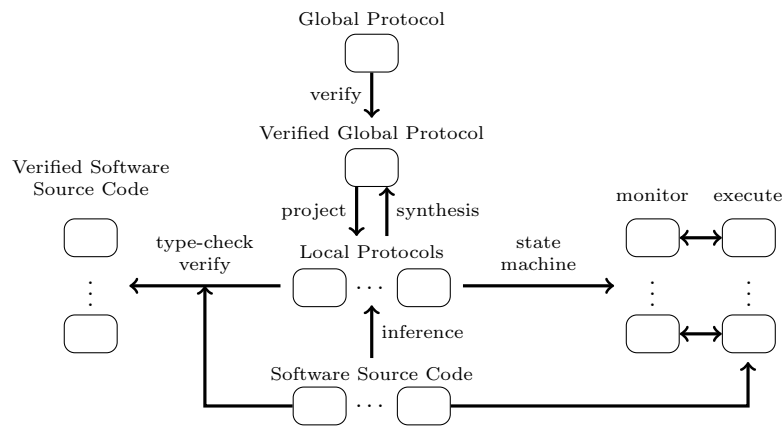 Global Protocol
verify
Verified Global Protocol
Verified Software
Source Code
project
synthesis
monitor
execute
type-check
verify
Local Protocols
state
machine
...
inference
Software Source Code
...